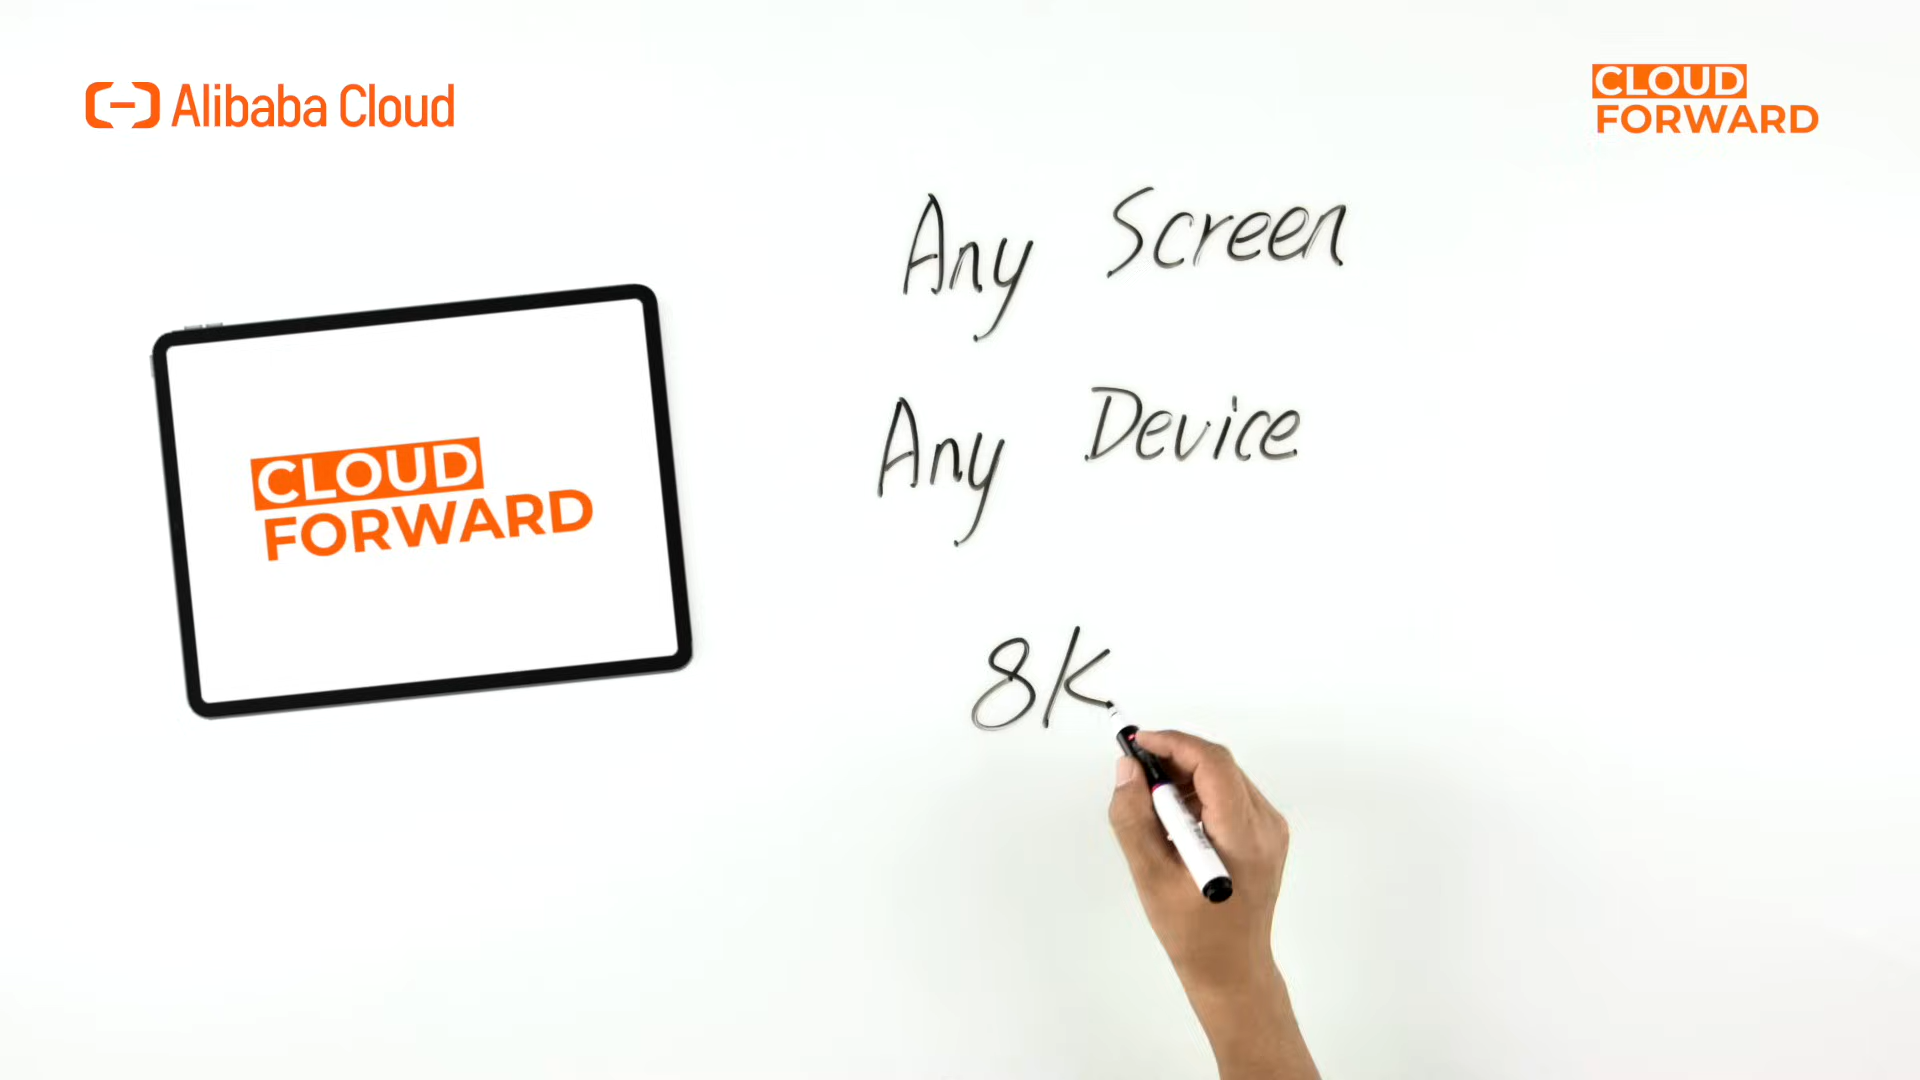 Alibaba Cloud
CLOUD
FORWARD
Any Screen
Any Device
8K
CLOUD
FORWARD